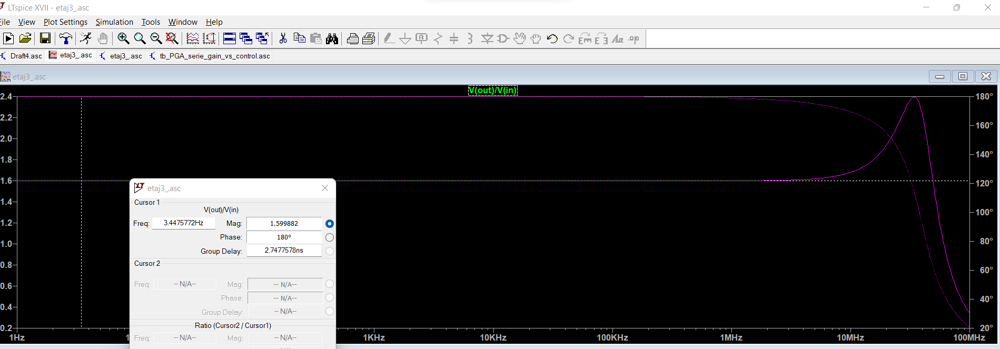 LTspice XVII - etaj3_.asc
File View Plot Settings Simulation Tools Window Help
Aa .op
Draft4.asc etaj3_.asc etaj3_.asc tb_PGA_serie_gain_vs_control.asc
etaj3_.asc
V(out)/V(in)
2.4 180°
2.2
160°
2.0
1.8 140°
1.6 120°
etaj3_.asc
1.4
Cursor 1
V(out)/V(in)
100°
1.2
Freq: 3.4475772Hz Mag: 1.599882
Phase: 180º
1.0 80°
Group Delay: 2.7477578ns
0.8
Cursor 2
60°
0.6
Freq: -- N/A-- Mag: -- N/A--
Phase: -- N/A--
40°
0.4
Group Delay: -- N/A--
Ratio (Cursor2 / Cursor1)
0.2 20°
1Hz 1KHz 10KHz 100KHz 1MHz 10MHz 100MHz
Freq: -- N/A-- Mag: -- N/A--